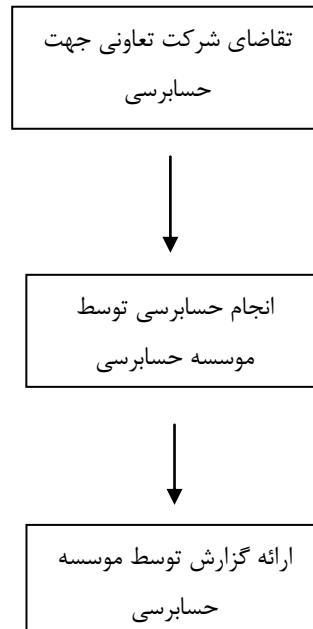 تقاضای شرکت تعاونی جهت
حسابرسی
انجام حسابرسی توسط
موسسه حسابرسی
ارائه گزارش توسط موسسه
حسابرسی